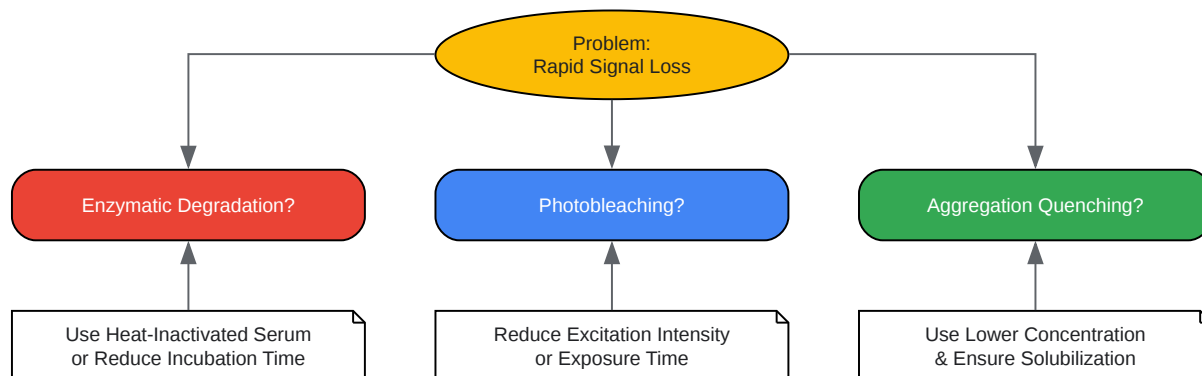 Problem:
Rapid Signal Loss
Enzymatic Degradation?
Photobleaching?
Aggregation Quenching?
Use Heat-Inactivated Serum
or Reduce Incubation Time
Reduce Excitation Intensity
or Exposure Time
Use Lower Concentration
& Ensure Solubilization